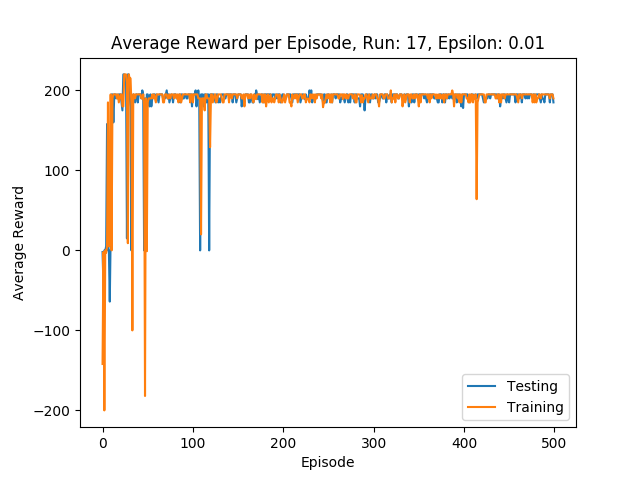 Average Reward per Episode, Run: 17, Epsilon: 0.01
200
100
0
−100
−200
Average Reward
0
100
200
300
400
500
Episode
Testing
Training